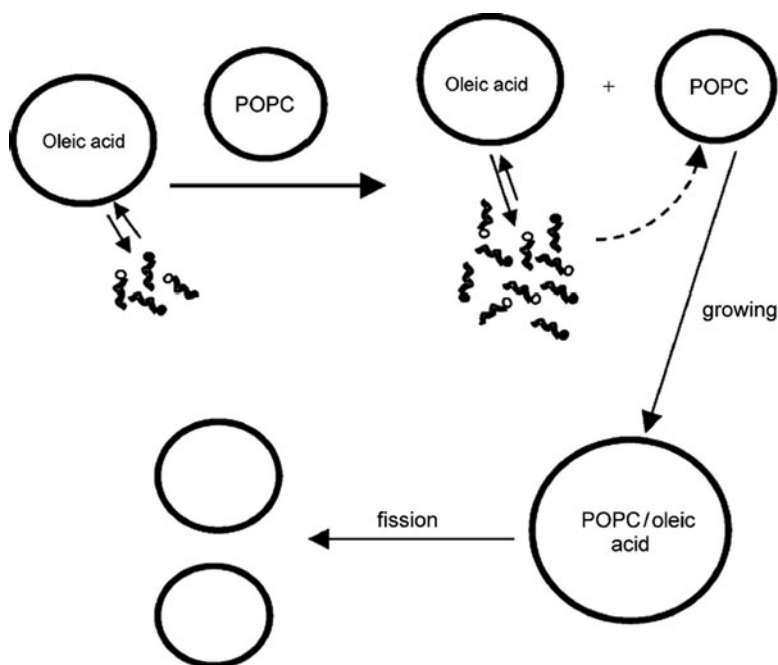 Oleic acid
POPC
Oleic acid
+
POPC
growing
POPC/oleic
acid
fission